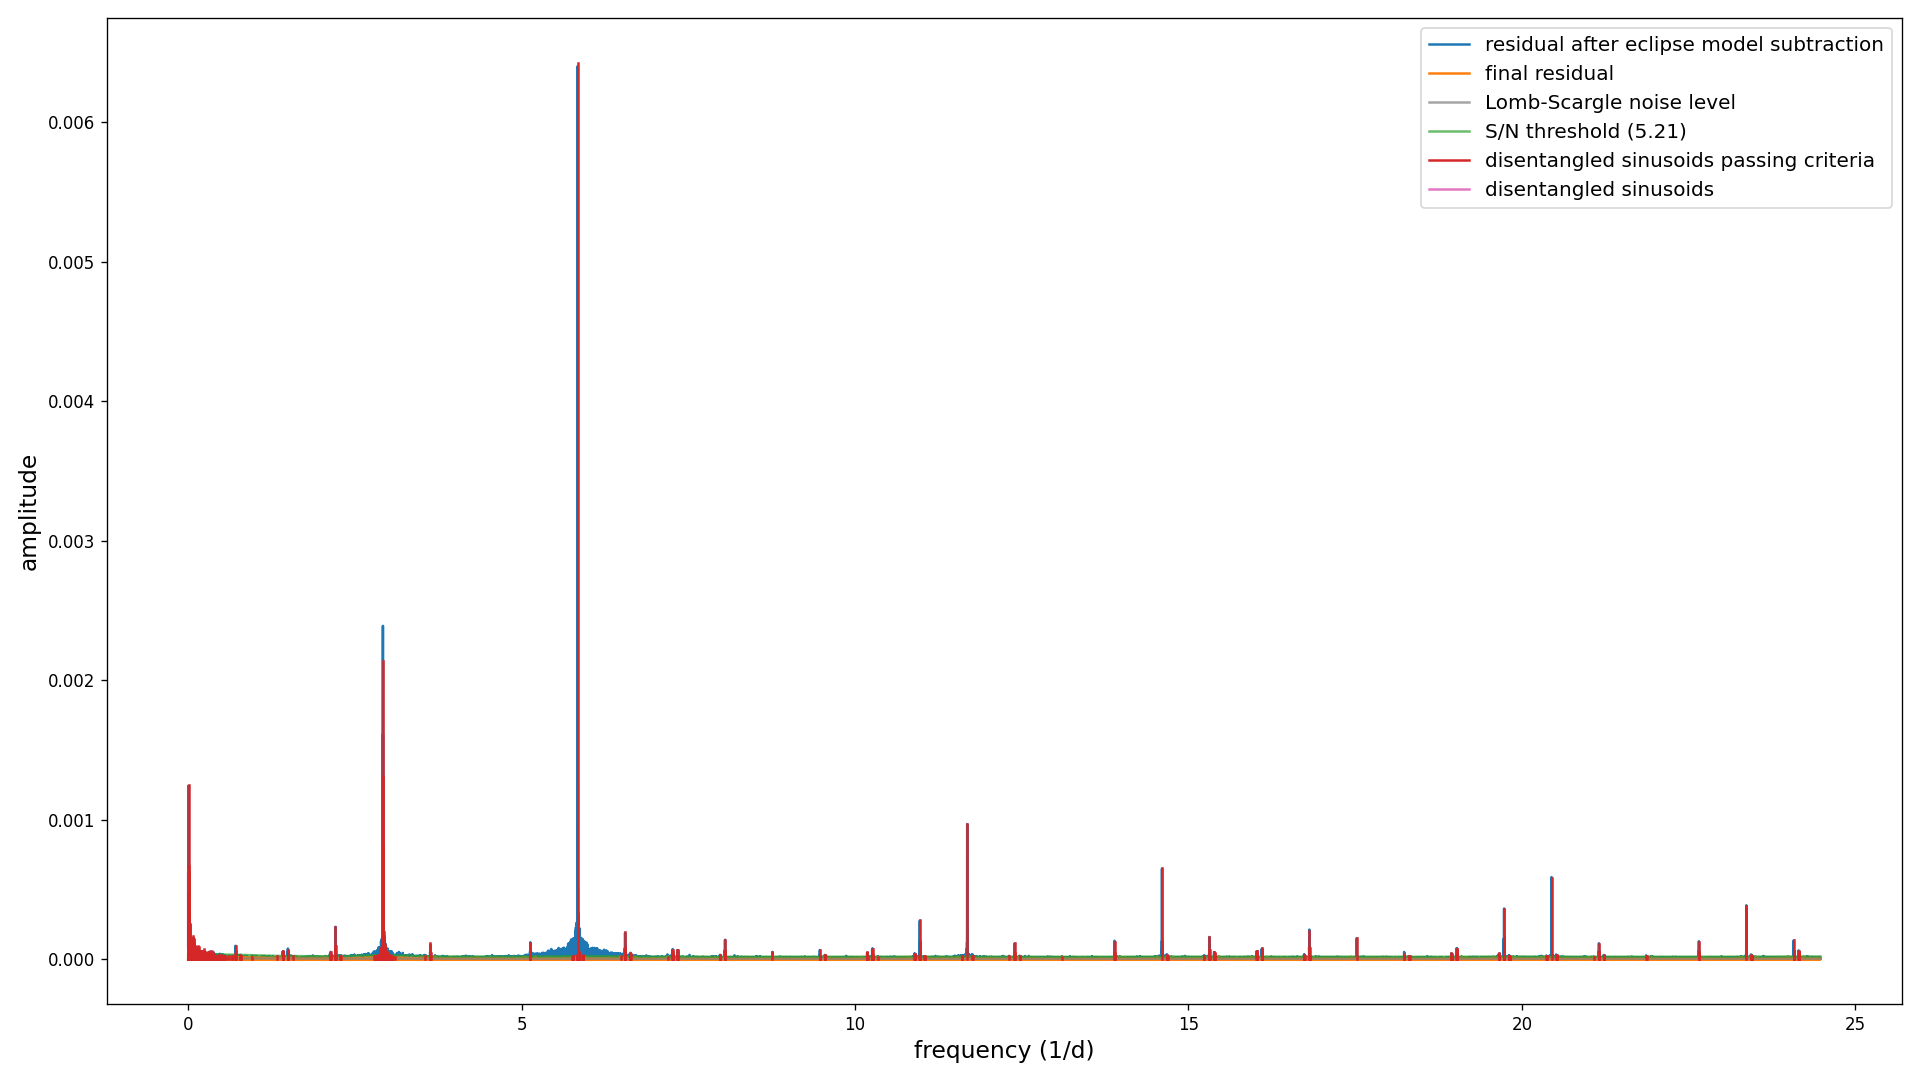 residual after eclipse model subtraction
final residual
Lomb-Scargle noise level
S/N threshold (5.21)
disentangled sinusoids passing criteria
disentangled sinusoids
0.006
0.005
0.004
0.003
0.002
0.001
0.000
amplitude
0 5 10 15 20 25
frequency (1/d)